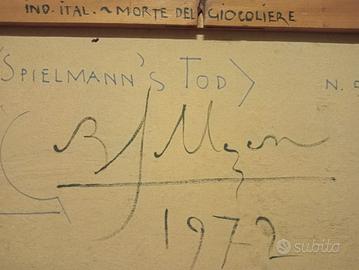 IND. ITAL. ~ MORTE DEL GIOCOLIERE
⟨SPIELMANN'S TOD⟩ N.
1972
subito